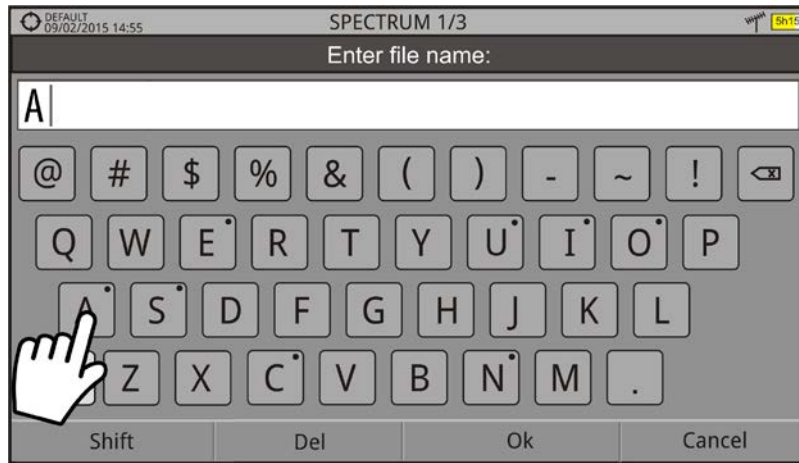 DEFAULT
09/02/2015 14:55
SPECTRUM 1/3
5h15
Enter file name:
A
@ # $ % & ( ) - ~ !
Q W E R T Y U I O P
A S D F G H J K L
Z X C V B N M .
Shift Del Ok Cancel